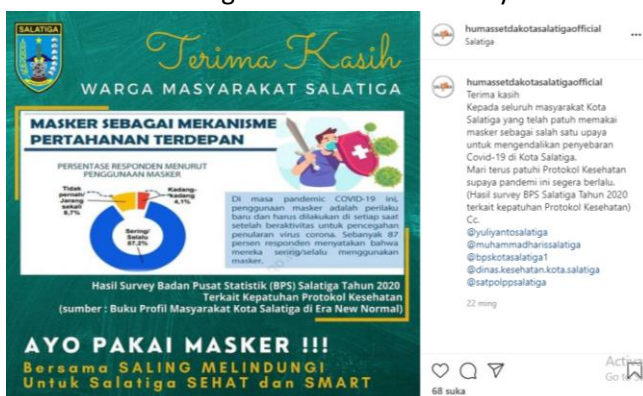 SALATIGA
Terima Kasih
WARGA MASYARAKAT SALATIGA
MASKER SEBAGAI MEKANISME
PERTAHANAN TERDEPAN
PERSENTASE RESPONDEN MENURUT
PENGGUNAAN MASKER
Tidak
pernah/
Jarang
sekali
8,7%
Kadang-
kadang
4,1%
Sering/
Selalu
87,2%
Di masa pandemic COVID-19 ini,
penggunaan masker adalah perilaku
baru dan harus dilakukan di setiap saat
setelah beraktivitas untuk pencegahan
penularan virus corona. Sebanyak 87
persen responden menyatakan bahwa
mereka sering/selalu menggunakan
masker.
Hasil Survey Badan Pusat Statistik (BPS) Salatiga Tahun 2020
Terkait Kepatuhan Protokol Kesehatan
(sumber : Buku Profil Masyarakat Kota Salatiga di Era New Normal)
AYO PAKAI MASKER !!!
Bersama SALING MELINDUNGI
Untuk Salatiga SEHAT dan SMART
humassetdakotasalatigaofficial
Salatiga
humassetdakotasalatigaofficial
Terima kasih
Kepada seluruh masyarakat Kota
Salatiga yang telah patuh memakai
masker sebagai salah satu upaya
untuk mengendalikan penyebaran
Covid-19 di Kota Salatiga.
Mari terus patuhi Protokol Kesehatan
supaya pandemi ini segera berlalu.
(Hasil survey BPS Salatiga Tahun 2020
terkait kepatuhan Protokol Kesehatan)
Cc.
@yuliyantosalatiga
@muhammadharissalatiga
@bpskotasalatiga1
@dinas.kesehatan.kota.salatiga
@satpolppsalatiga
22 ming
68 suka